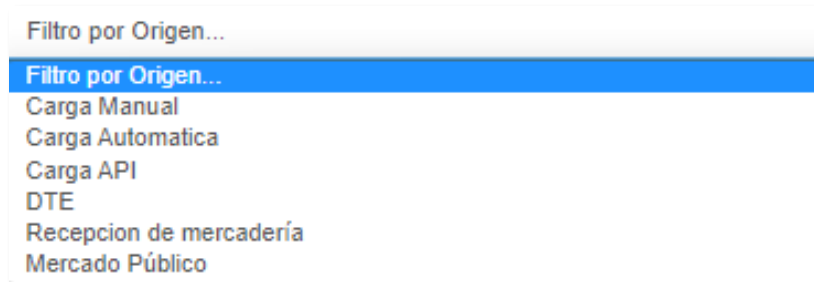 Filtro por Origen...
Filtro por Origen...
Carga Manual
Carga Automatica
Carga API
DTE
Recepcion de mercadería
Mercado Público